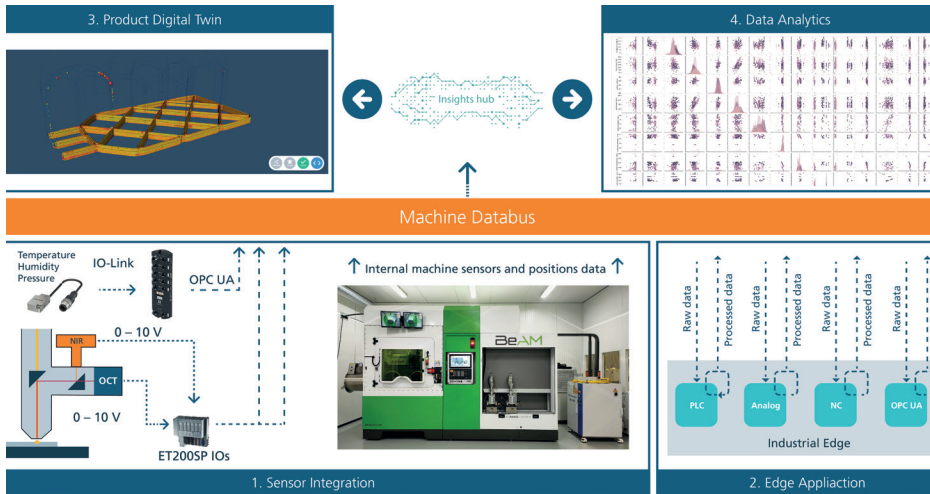 3. Product Digital Twin
4. Data Analytics
Insights hub
Machine Databus
Temperature
Humidity
Pressure
IO-Link
OPC UA
Internal machine sensors and positions data
0 – 10 V
NIR
OCT
0 – 10 V
ET200SP IOs
BeAM
Raw data
Processed data
Raw data
Processed data
Raw data
Processed data
Raw data
Processed data
PLC
Analog
NC
OPC UA
Industrial Edge
1. Sensor Integration
2. Edge Appliaction